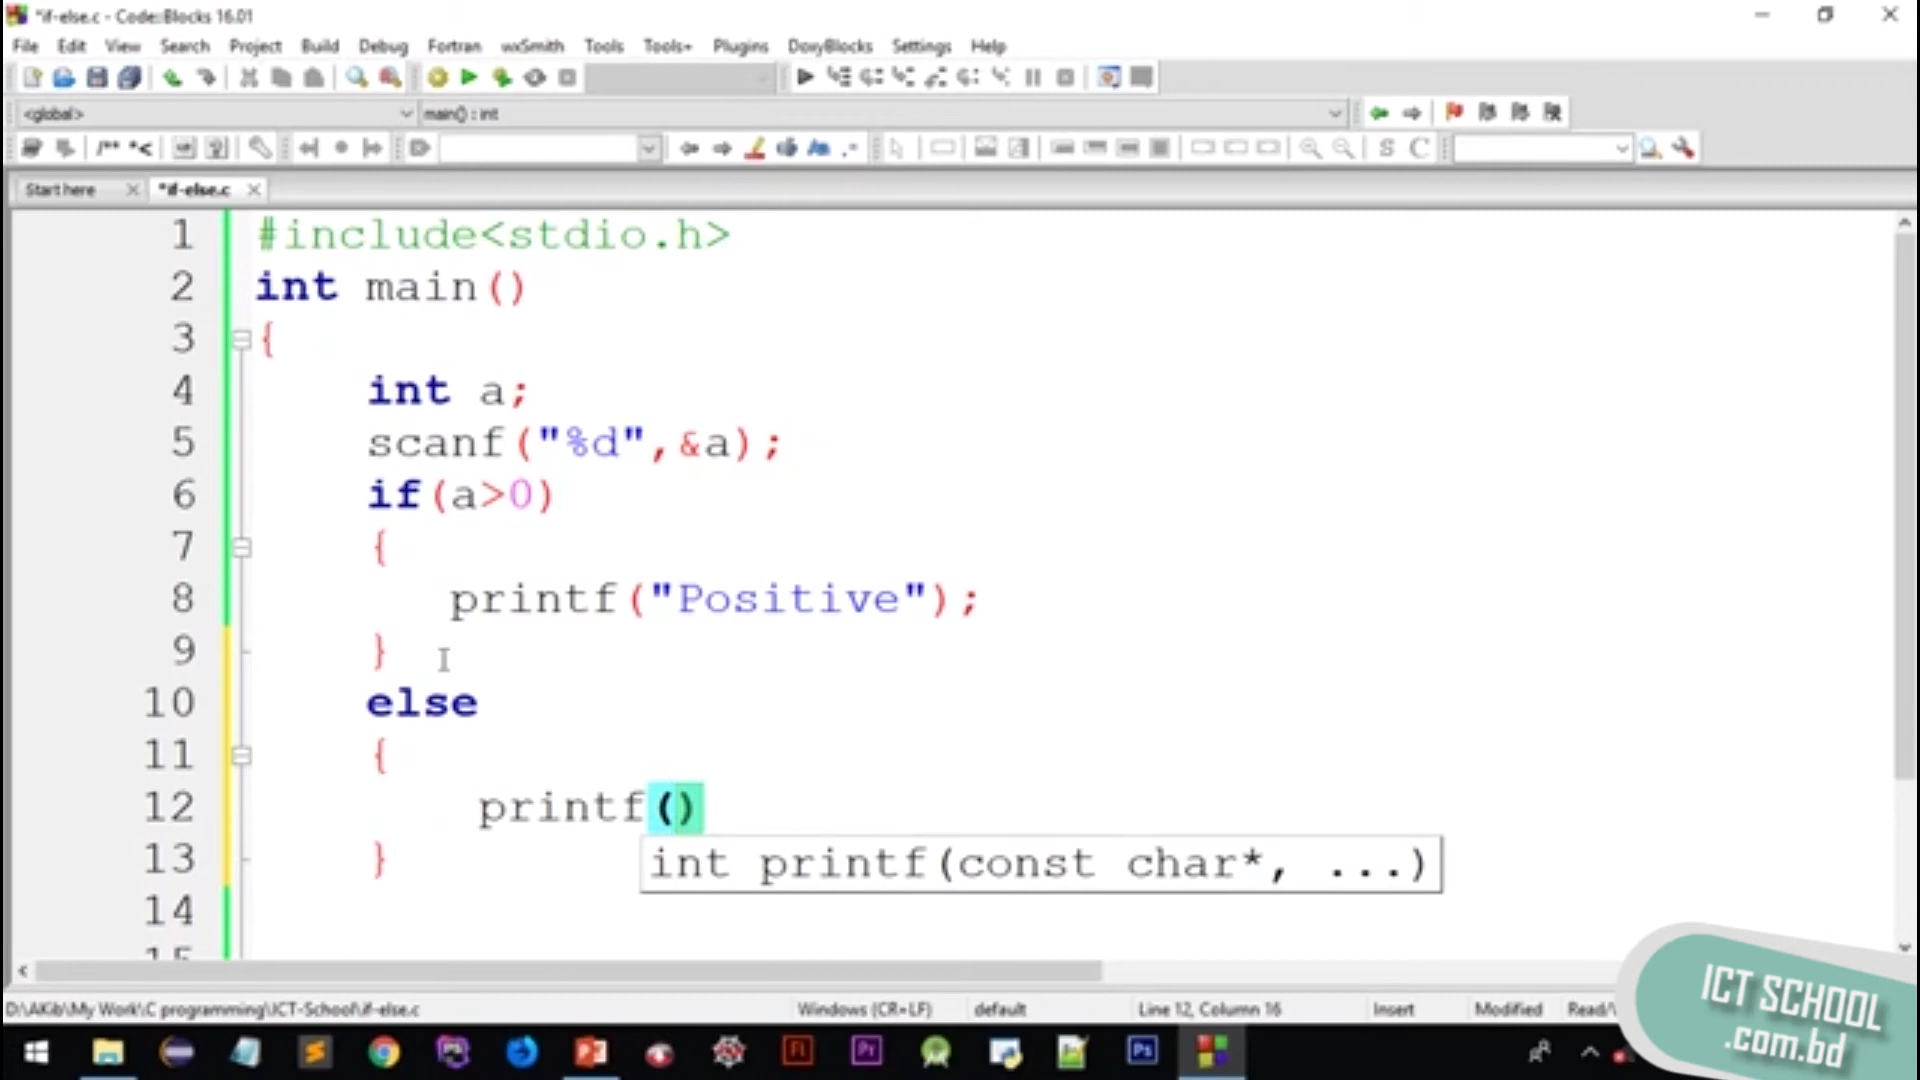 *if-else.c - Code::Blocks 16.01
File Edit View Search Project Build Debug Fortran wxSmith Tools Tools+ Plugins DoxyBlocks Settings Help
<global> main() : int
/** *<
S C
Start here *if-else.c
1 #include<stdio.h>
2 int main()
3 {
4 int a;
5 scanf("%d",&a);
6 if(a>0)
7 {
8 printf("Positive");
9 }
10 else
11 {
12 printf()
13 }
int printf(const char*, ...)
14
15
D:\AKib\My Work\C programming\ICT-School\if-else.c Windows (CR+LF) default Line 12, Column 16 Insert Modified
Fl Pr Ps
ICT SCHOOL
.com.bd